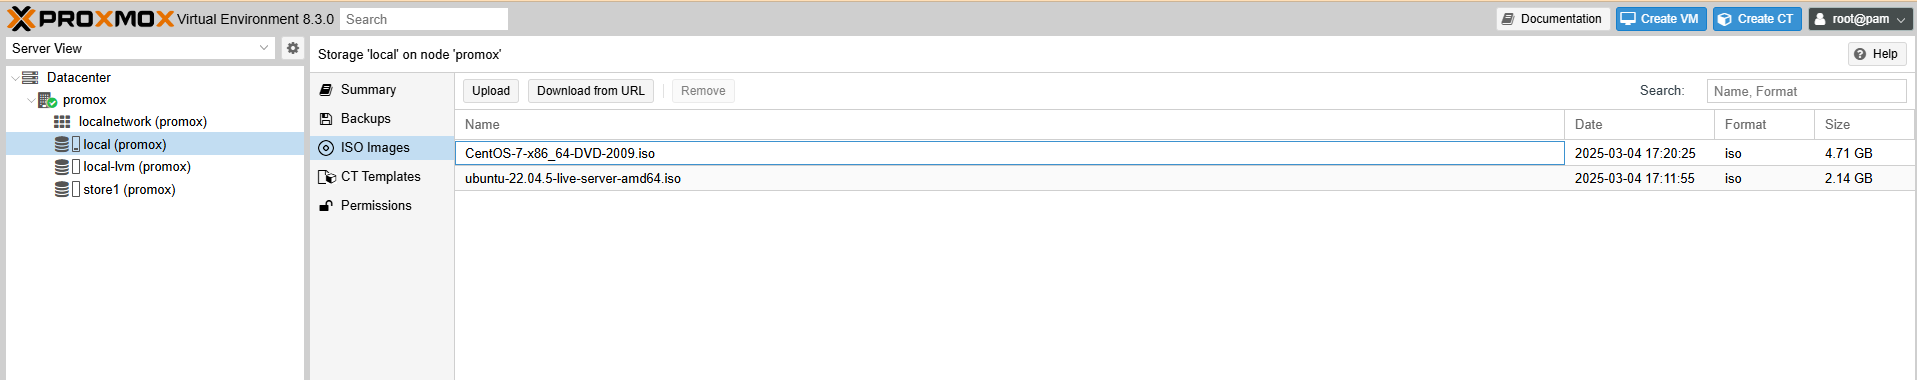 PROXMOX Virtual Environment 8.3.0 Search Documentation Create VM Create CT root@pam
Server View
Storage 'local' on node 'promox' Help
Datacenter
promox
localnetwork (promox)
local (promox)
local-lvm (promox)
store1 (promox)
Summary
Backups
ISO Images
CT Templates
Permissions
Upload Download from URL Remove Search: Name, Format
Name Date Format Size
CentOS-7-x86_64-DVD-2009.iso 2025-03-04 17:20:25 iso 4.71 GB
ubuntu-22.04.5-live-server-amd64.iso 2025-03-04 17:11:55 iso 2.14 GB